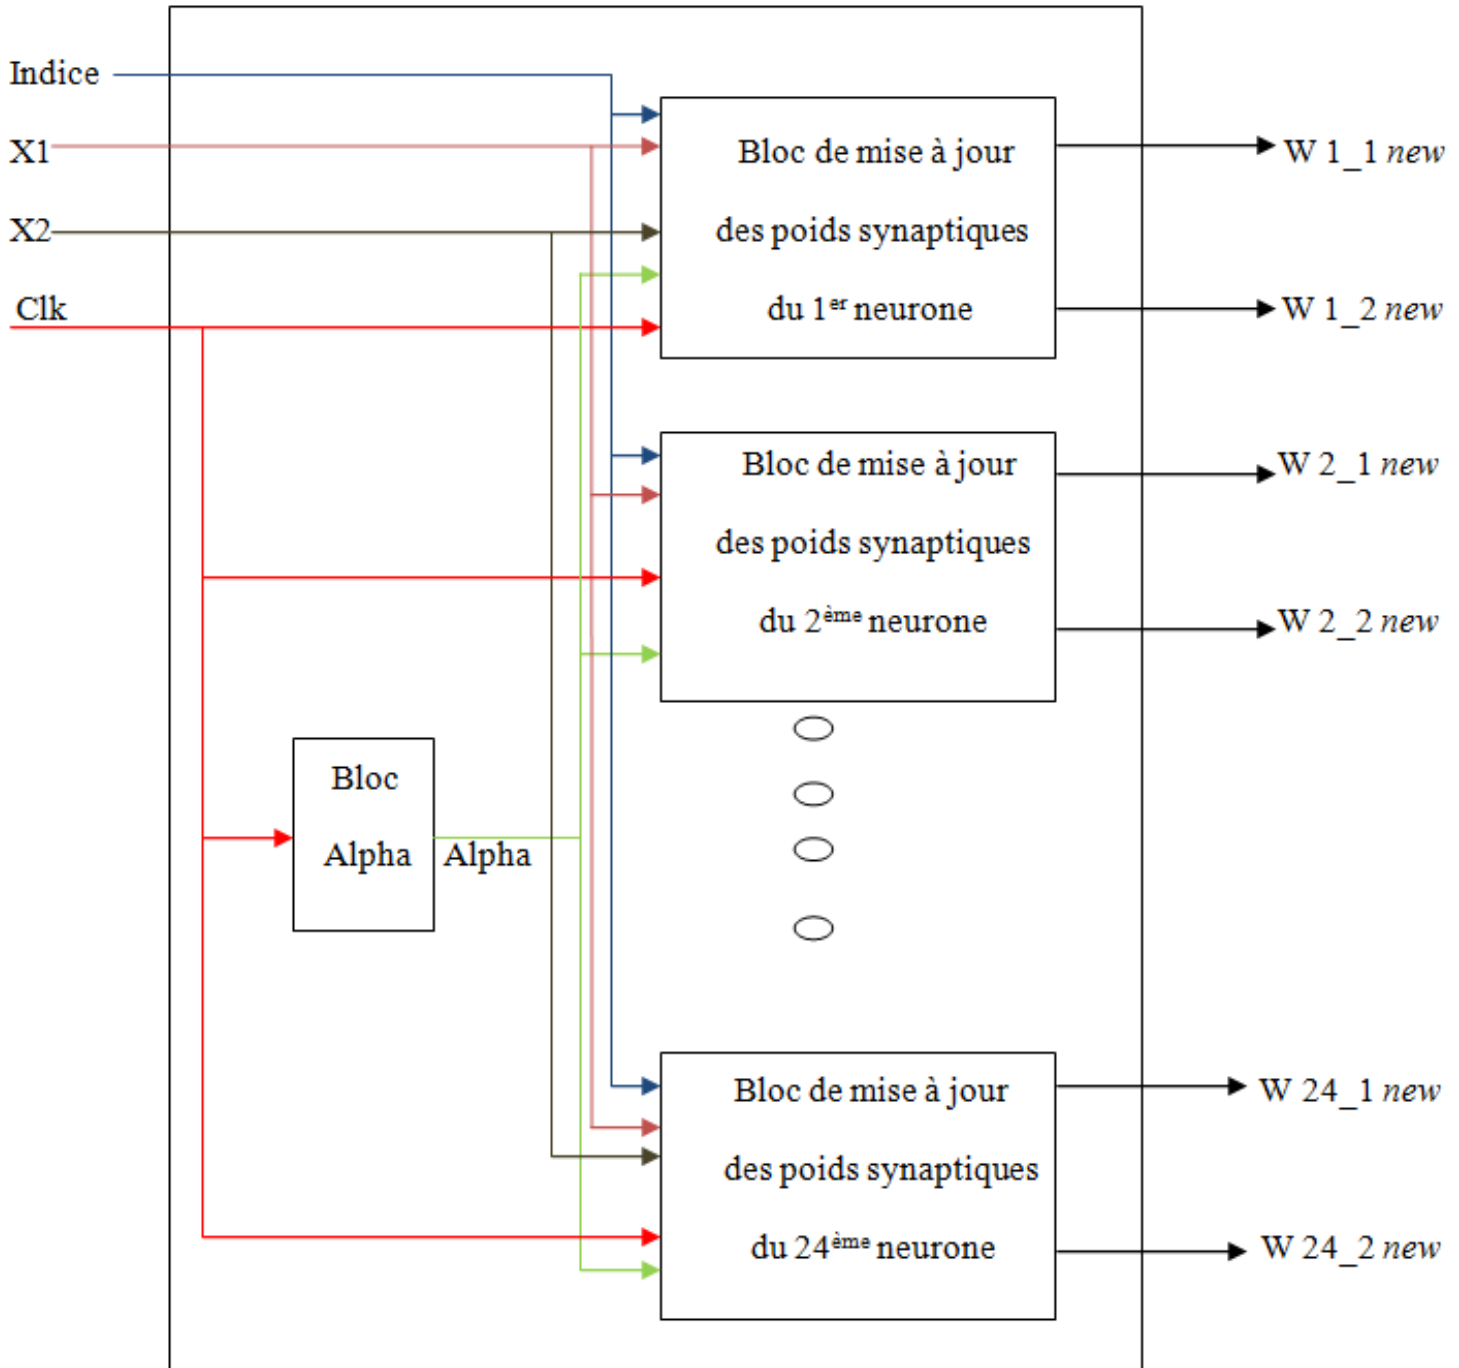 Indice
X1
X2
Clk
Bloc de mise à jour
des poids synaptiques
du 1er neurone
W 1_1 new
W 1_2 new
Bloc de mise à jour
des poids synaptiques
du 2ème neurone
W 2_1 new
W 2_2 new
Bloc
Alpha
Alpha
Bloc de mise à jour
des poids synaptiques
du 24ème neurone
W 24_1 new
W 24_2 new